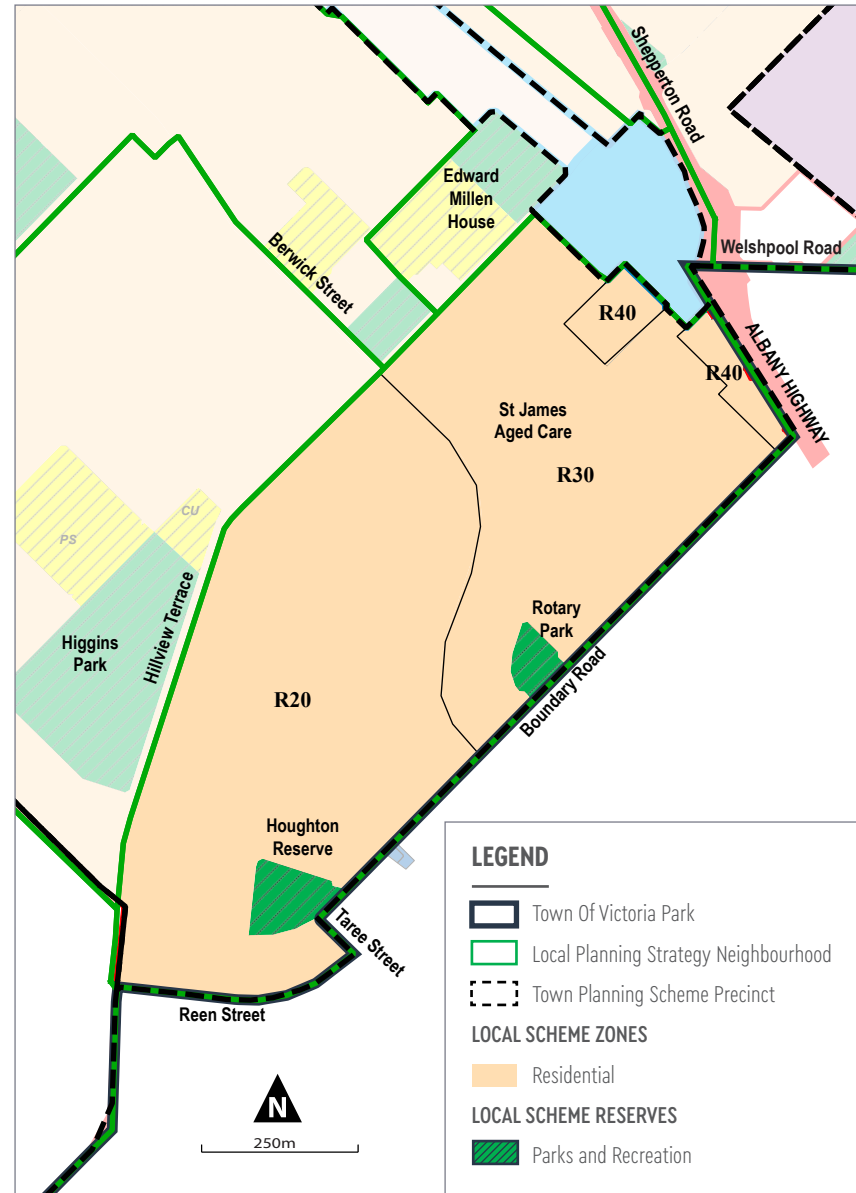 Shepperton Road
Edward
Millen
House
Welshpool Road
Berwick Street
R40
R40
ALBANY HIGHWAY
St James
Aged Care
R30
CU
PS
Hillview Terrace
Higgins
Park
Rotary
Park
Boundary Road
R20
Houghton
Reserve
Taree Street
Reen Street
N
250m
LEGEND
Town Of Victoria Park
Local Planning Strategy Neighbourhood
Town Planning Scheme Precinct
LOCAL SCHEME ZONES
Residential
LOCAL SCHEME RESERVES
Parks and Recreation